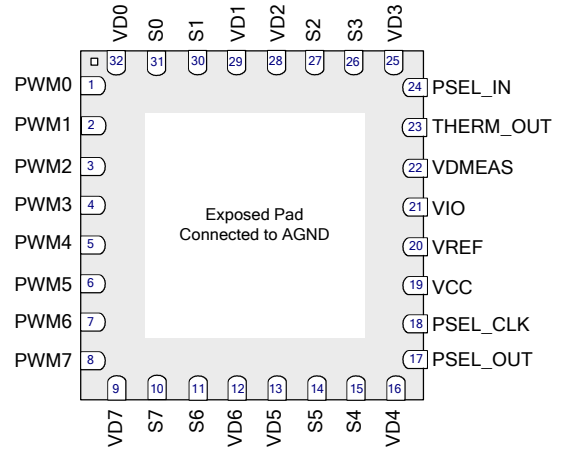 VD0
S0
S1
VD1
VD2
S2
S3
VD3
32
31
30
29
28
27
26
25
PWM0 1
24 PSEL_IN
PWM1 2
23 THERM_OUT
PWM2 3
22 VDMEAS
PWM3 4
21 VIO
Exposed Pad
Connected to AGND
PWM4 5
20 VREF
PWM5 6
19 VCC
PWM6 7
18 PSEL_CLK
PWM7 8
17 PSEL_OUT
9
10
11
12
13
14
15
16
VD7
S7
S6
VD6
VD5
S5
S4
VD4